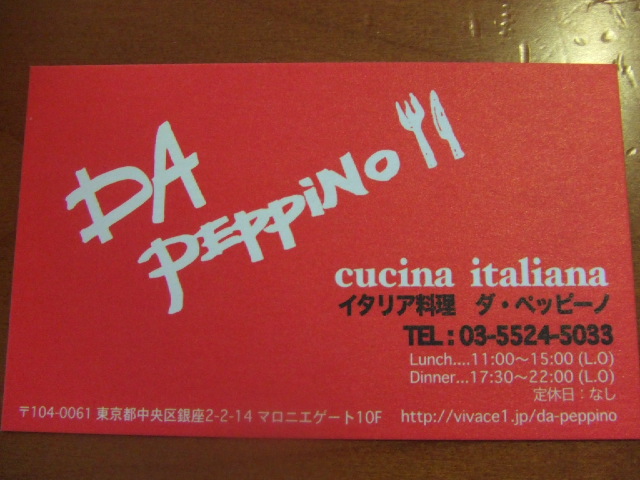 DA
PEPPiNO
cucina italiana
イタリア料理 ダ・ペッピーノ
TEL : 03-5524-5033
Lunch....11:00～15:00 (L.O)
Dinner...17:30～22:00 (L.O)
定休日：なし
〒104-0061 東京都中央区銀座2-2-14 マロニエゲート10F http://vivace1.jp/da-peppino